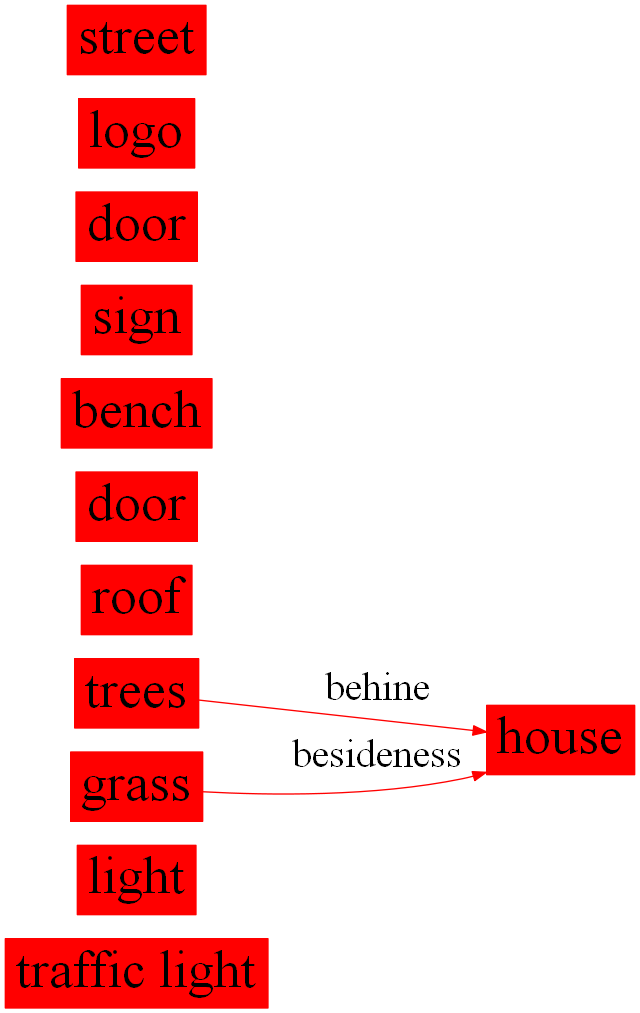 street
logo
door
sign
bench
door
roof
trees
behine
house
besideness
grass
light
traffic light